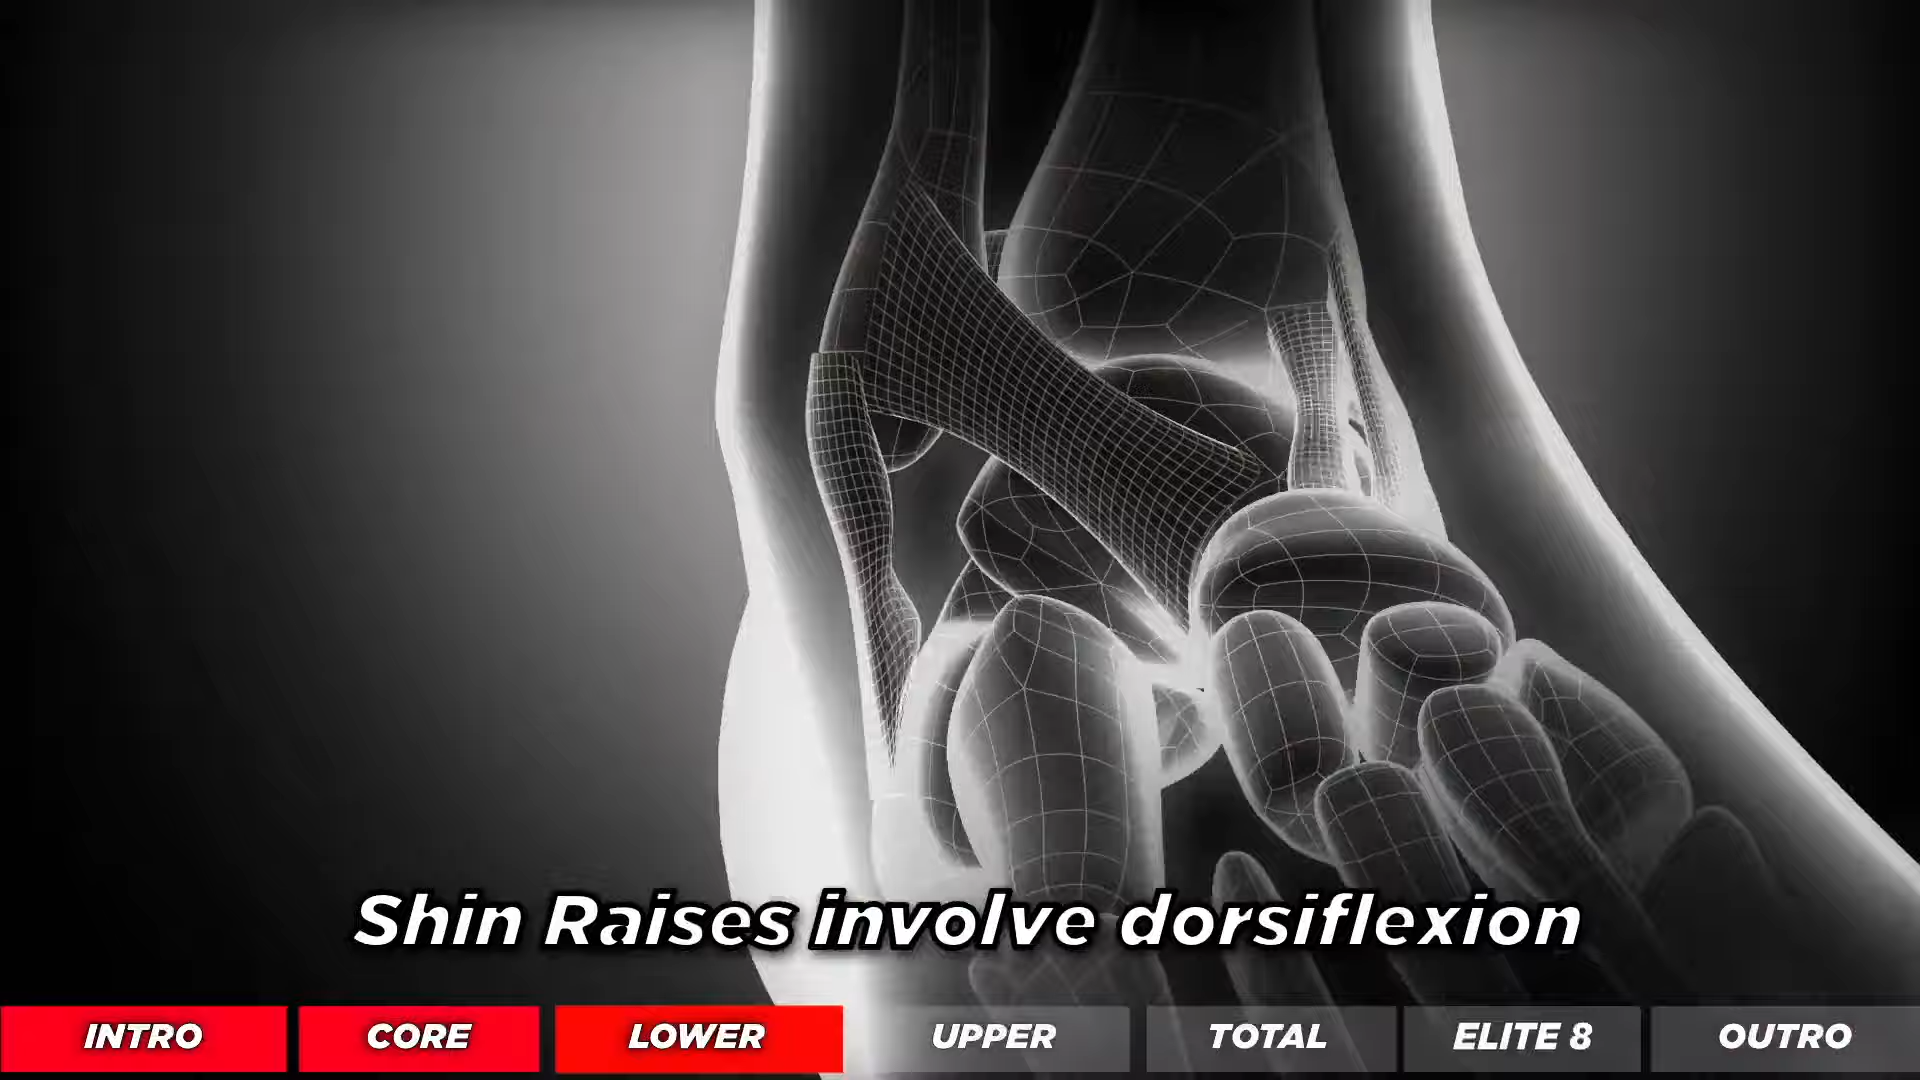 Shin Raises involve dorsiflexion
INTRO CORE LOWER UPPER TOTAL ELITE 8 OUTRO